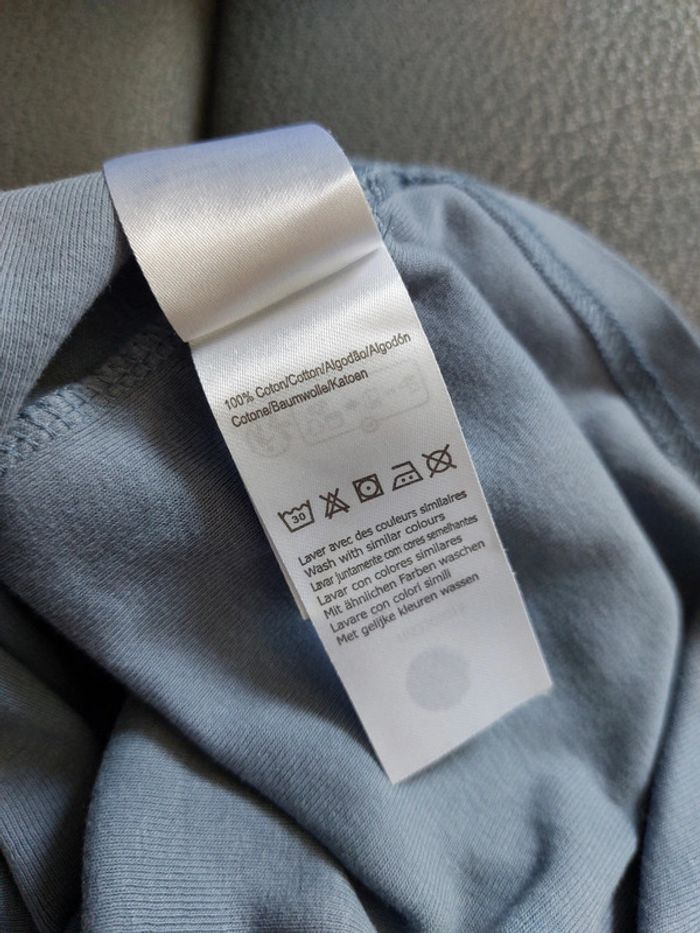 100% Coton/Cotton/Algodão/Algodón
Cotone/Baumwolle/Katoen
30
Laver avec des couleurs similaires
Wash with similar colours
Lavar juntamente com cores semelhantes
Lavar con colores similares
Mit ähnlichen Farben waschen
Lavare con colori simili
Met gelijke kleuren wassen